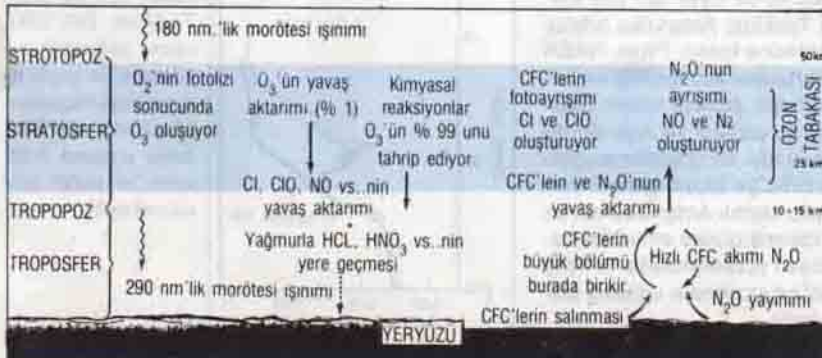 180 nm.'lik morötesi ışınımı
STROTOPOZ
50 km
O₂'nin fotolizi
sonucunda
O₃ oluşuyor
O₃'ün yavaş
aktarımı (% 1)
Kimyasal
reaksiyonlar
O₃'ün % 99 unu
tahrip ediyor
CFC'lerin
fotoayrışımı
Cl ve ClO
oluşturuyor
N₂O'nun
ayrışımı
NO ve N₂
oluşturuyor
OZON
TABAKASI
STRATOSFER
25 km
Cl, ClO, NO vs..nin
yavaş aktarımı
CFC'lein ve N₂O'nun
yavaş aktarımı
TROPOPOZ
10-15 km
Yağmurla HCL, HNO₃ vs..nin
yere geçmesi
CFC'lerin
büyük bölümü
burada birikir
Hızlı CFC akımı N₂O
TROPOSFER
290 nm'lik morötesi ışınımı
N₂O yayınımı
CFC'lerin salınması
YERYÜZÜ